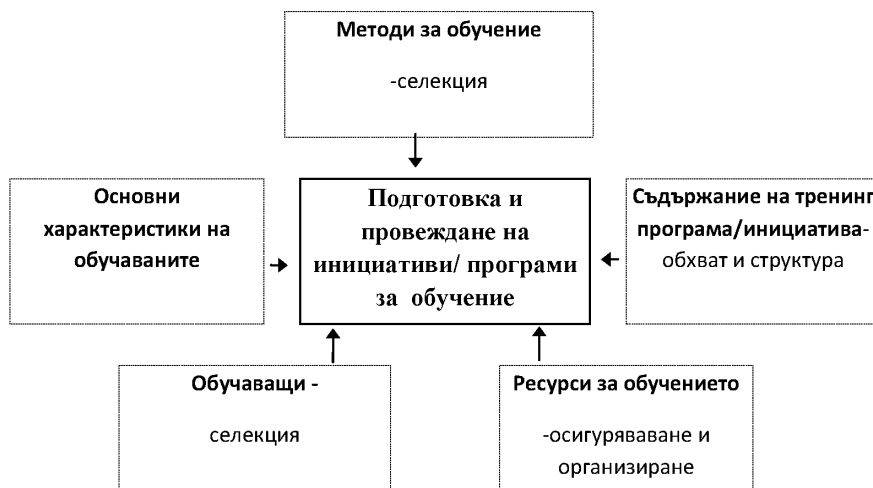 Методи за обучение
-селекция
Основни
характеристики на
обучаваните
Подготовка и
провеждане на
инициативи/ програми
за обучение
Съдържание на тренинг
програма/инициатива-
обхват и структура
Обучаващи -
селекция
Ресурси за обучението
-осигуряваване и
организиране